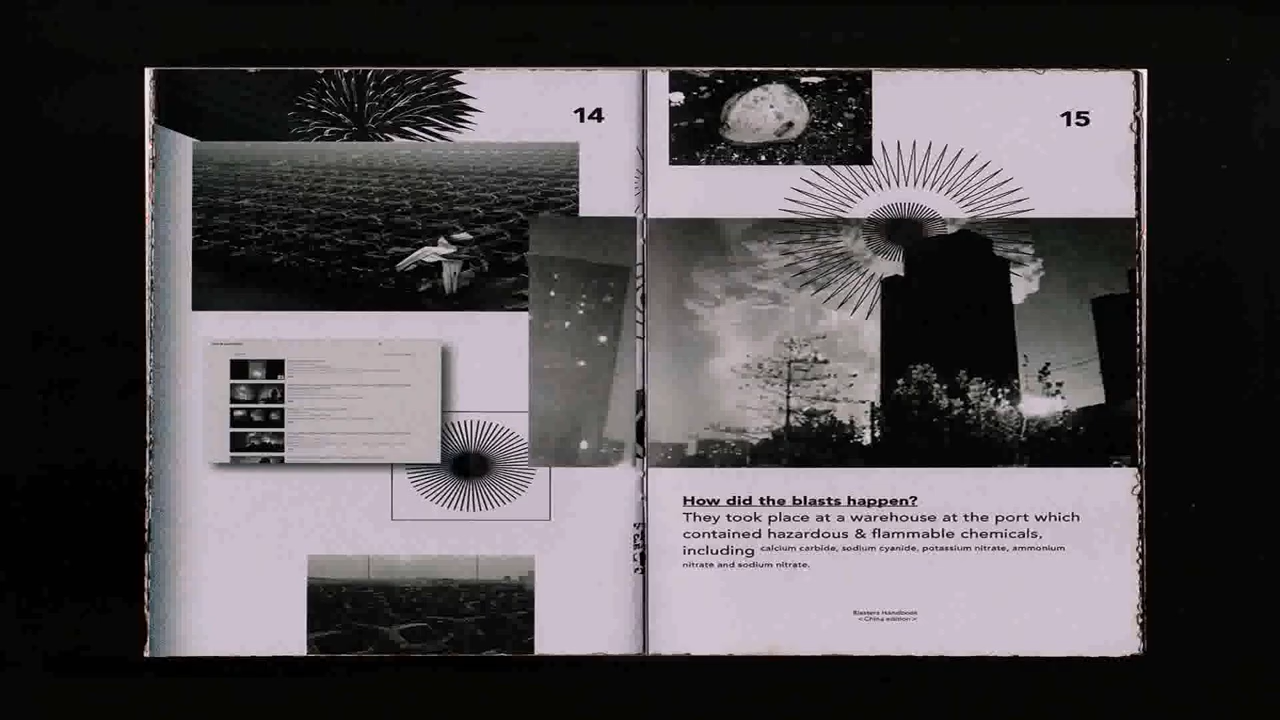 14
15
How did the blasts happen?
They took place at a warehouse at the port which
contained hazardous & flammable chemicals,
including calcium carbide, sodium cyanide, potassium nitrate, ammonium
nitrate and sodium nitrate.
Blasters Handbook
<China edition>